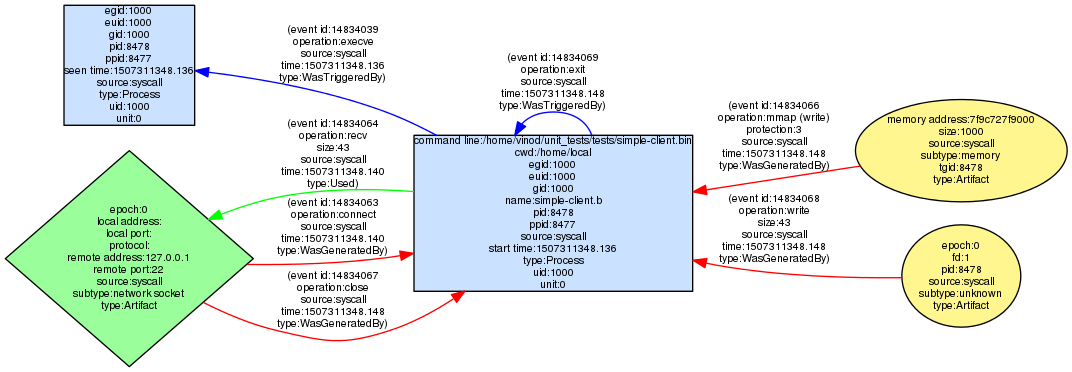 egid:1000
euid:1000
gid:1000
pid:8478
ppid:8477
seen time:1507311348.136
source:syscall
type:Process
uid:1000
unit:0
(event id:14834039
operation:execve
source:syscall
time:1507311348.136
type:WasTriggeredBy)
(event id:14834069
operation:exit
source:syscall
time:1507311348.148
type:WasTriggeredBy)
(event id:14834064
operation:recv
size:43
source:syscall
time:1507311348.140
type:Used)
(event id:14834063
operation:connect
source:syscall
time:1507311348.140
type:WasGeneratedBy)
(event id:14834067
operation:close
source:syscall
time:1507311348.148
type:WasGeneratedBy)
epoch:0
local address:
local port:
protocol:
remote address:127.0.0.1
remote port:22
source:syscall
subtype:network socket
type:Artifact
command line:/home/vinod/unit_tests/tests/simple-client.bin
cwd:/home/local
egid:1000
euid:1000
gid:1000
name:simple-client.b
pid:8478
ppid:8477
source:syscall
start time:1507311348.136
type:Process
uid:1000
unit:0
(event id:14834066
operation:mmap (write)
protection:3
source:syscall
time:1507311348.148
type:WasGeneratedBy)
(event id:14834068
operation:write
size:43
source:syscall
time:1507311348.148
type:WasGeneratedBy)
memory address:7f9c727f9000
size:1000
source:syscall
subtype:memory
tgid:8478
type:Artifact
epoch:0
fd:1
pid:8478
source:syscall
subtype:unknown
type:Artifact